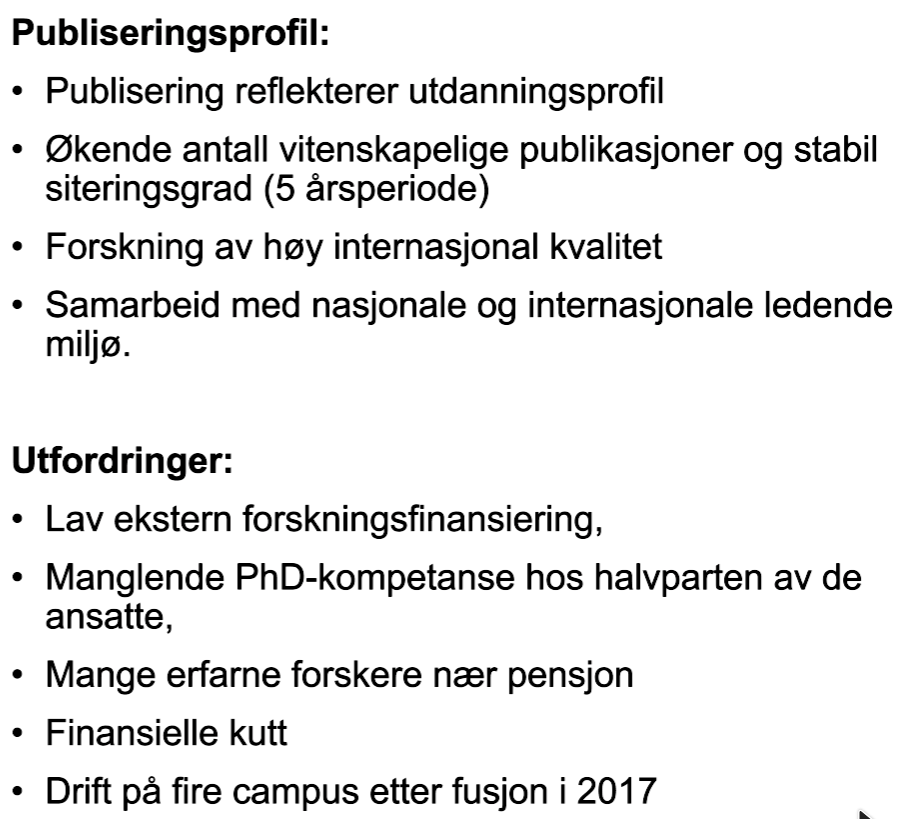 Publiseringsprofil:
• Publisering reflekterer utdanningsprofil
• Økende antall vitenskapelige publikasjoner og stabil
siteringsgrad (5 årsperiode)
• Forskning av høy internasjonal kvalitet
• Samarbeid med nasjonale og internasjonale ledende
miljø.
Utfordringer:
• Lav ekstern forskningsfinansiering,
• Manglende PhD-kompetanse hos halvparten av de
ansatte,
• Mange erfarne forskere nær pensjon
• Finansielle kutt
• Drift på fire campus etter fusjon i 2017